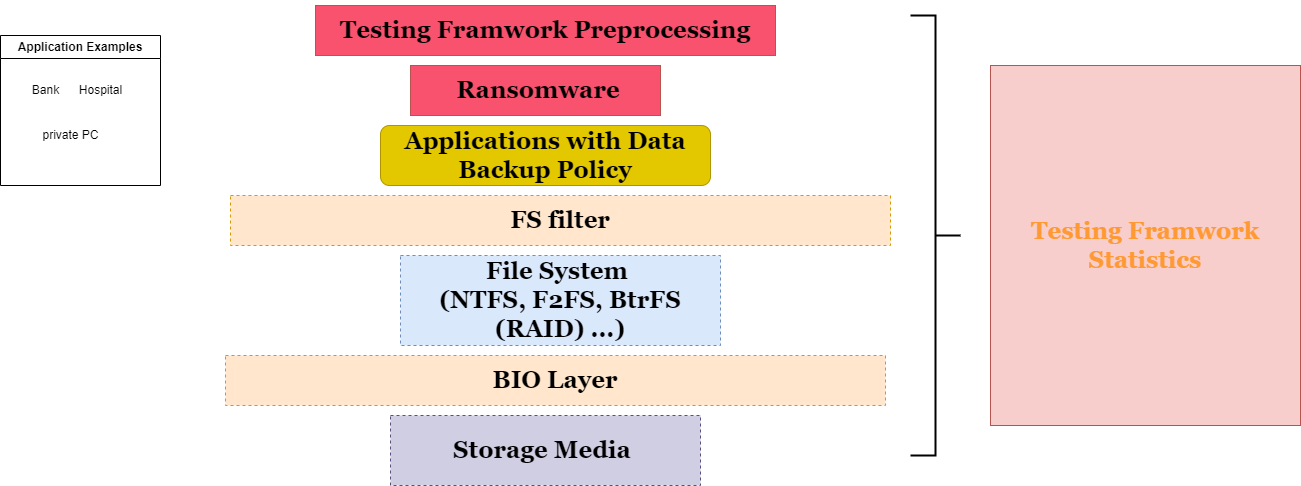 Testing Framwork Preprocessing
Application Examples
Bank Hospital
private PC
Ransomware
Applications with Data
Backup Policy
FS filter
File System
(NTFS, F2FS, BtrFS
(RAID) ...)
BIO Layer
Storage Media
Testing Framwork
Statistics